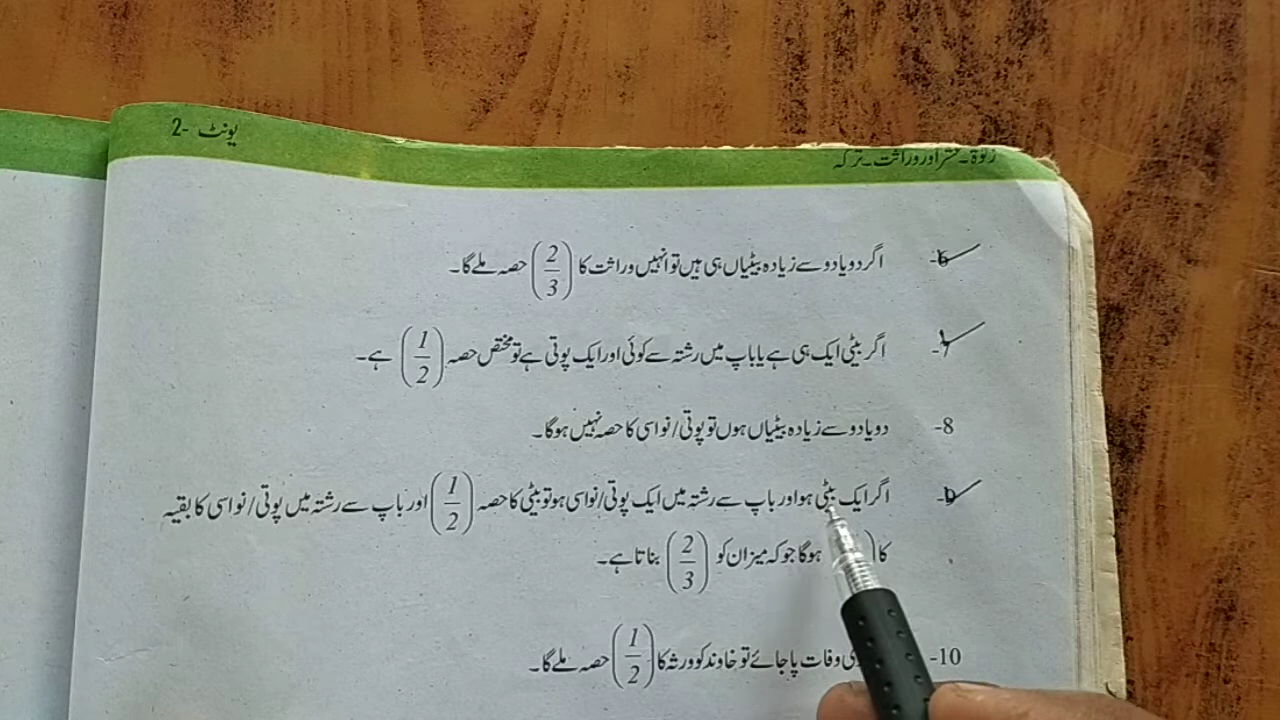 زکوٰۃ۔عشر اور وراثت۔ترکہ
یونٹ -2
-6 اگر دو یا دو سے زیادہ بیٹیاں ہی ہیں تو انہیں وراثت کا (2/3) حصہ ملے گا۔
-7 اگر بیٹی ایک ہی ہے یا باپ میں رشتہ سے کوئی اور ایک پوتی ہے تو مختص حصہ (1/2) ہے۔
-8 دو یا دو سے زیادہ بیٹیاں ہوں تو پوتی/نواسی کا حصہ نہیں ہوگا۔
-9 اگر ایک بیٹی ہو اور باپ سے رشتہ میں ایک پوتی/نواسی ہو تو بیٹی کا حصہ (1/2) اور باپ سے رشتہ میں پوتی/نواسی کا بقیہ
کا ہوگا جو کہ میزان کو (2/3) بناتا ہے۔
-10 وفات پا جائے تو خاوند کو ورثہ کا (1/2) حصہ ملے گا۔